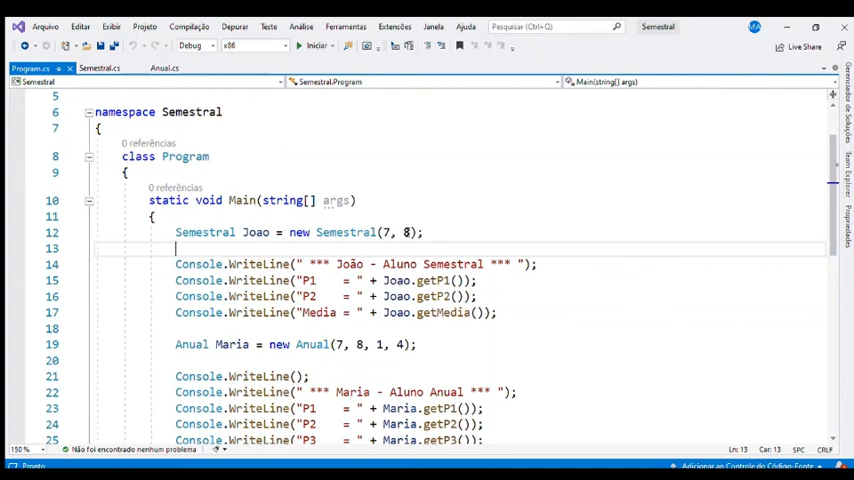 Arquivo Editar Exibir Projeto Compilação Depurar Teste Análise Ferramentas Extensões Janela Ajuda Pesquisar (Ctrl+Q) Semestral MA
Debug x86 Iniciar Live Share
Program.cs Semestral.cs Anual.cs
Semestral Semestral.Program Main(string[] args)
5
6 namespace Semestral
7 {
0 referências
8 class Program
9 {
0 referências
10 static void Main(string[] args)
11 {
12 Semestral Joao = new Semestral(7, 8);
13
14 Console.WriteLine(" *** João - Aluno Semestral *** ");
15 Console.WriteLine("P1    = " + Joao.getP1());
16 Console.WriteLine("P2    = " + Joao.getP2());
17 Console.WriteLine("Media = " + Joao.getMedia());
18
19 Anual Maria = new Anual(7, 8, 1, 4);
20
21 Console.WriteLine();
22 Console.WriteLine(" *** Maria - Aluno Anual *** ");
23 Console.WriteLine("P1    = " + Maria.getP1());
24 Console.WriteLine("P2    = " + Maria.getP2());
25 Console.WriteLine("P3    = " + Maria.getP3());
150 % Não foi encontrado nenhum problema Ln: 13 Car: 13 SPC CRLF
Pronto Adicionar ao Controle do Código-Fonte
Gerenciador de Soluções
Team Explorer
Propriedades